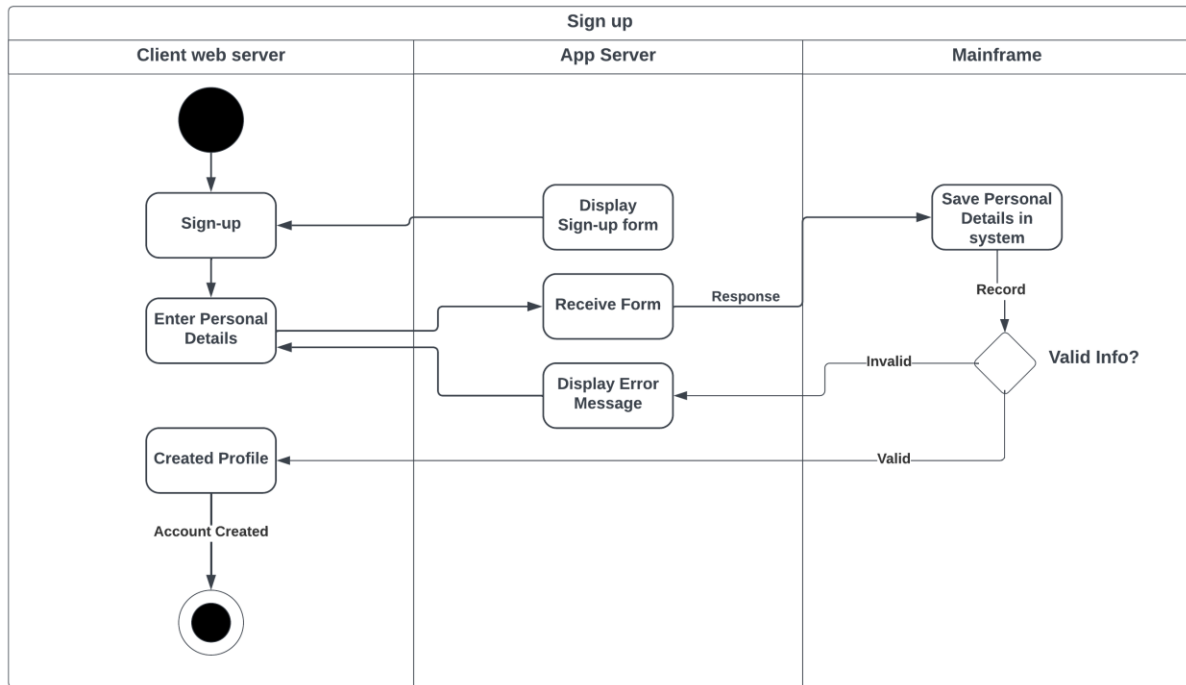 Sign up
Client web server
App Server
Mainframe
Sign-up
Display
Sign-up form
Save Personal
Details in
system
Enter Personal
Details
Receive Form
Response
Record
Display Error
Message
Invalid
Valid Info?
Created Profile
Valid
Account Created